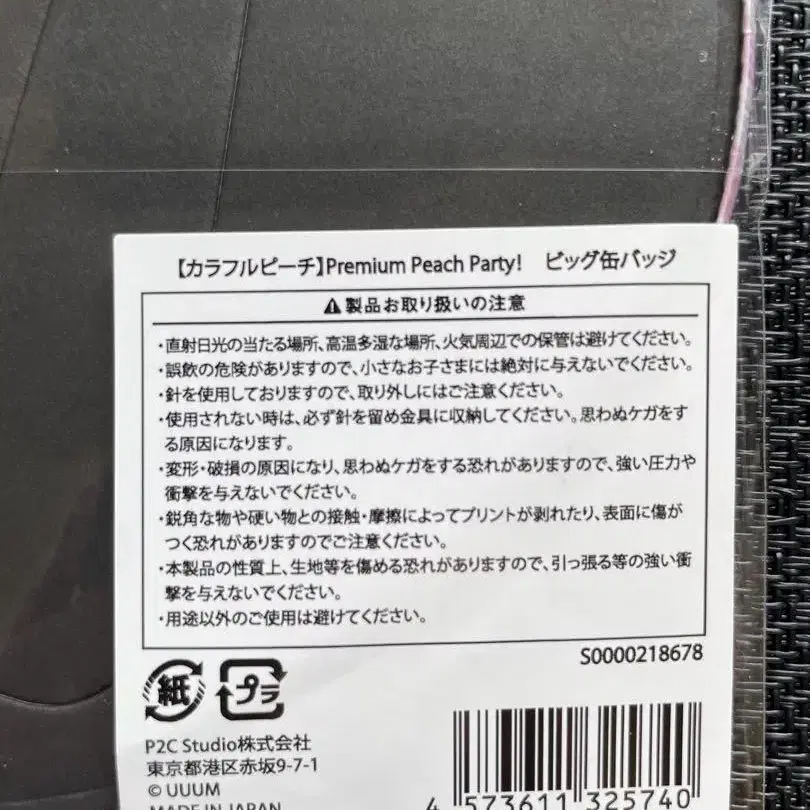 【カラフルピーチ】Premium Peach Party!　ビッグ缶バッジ
⚠製品お取り扱いの注意
・直射日光の当たる場所、高温多湿な場所、火気周辺での保管は避けてください。
・誤飲の危険がありますので、小さなお子さまには絶対に与えないでください。
・針を使用しておりますので、取り外しにはご注意ください。
・使用されない時は、必ず針を留め金具に収納してください。思わぬケガをす
る原因になります。
・変形・破損の原因になり、思わぬケガをする恐れがありますので、強い圧力や
衝撃を与えないでください。
・鋭角な物や硬い物との接触・摩擦によってプリントが剥れたり、表面に傷が
つく恐れがありますのでご注意ください。
・本製品の性質上、生地等を傷める恐れがありますので、引っ張る等の強い衝
撃を与えないでください。
・用途以外のご使用は避けてください。
S0000218678
紙
プラ
P2C Studio株式会社
東京都港区赤坂9-7-1
© UUUM
MADE IN JAPAN
4 573611 325740